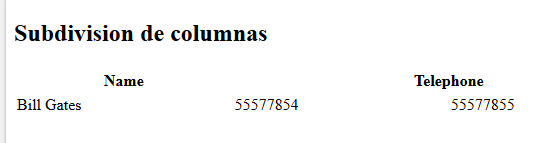 Subdivision de columnas
Name Telephone
Bill Gates 55577854 55577855